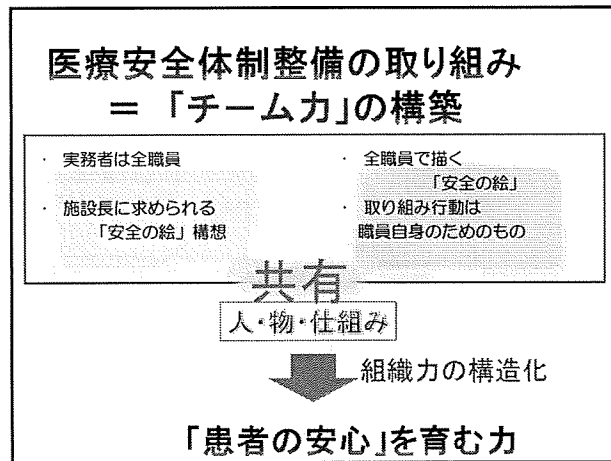 医療安全体制整備の取り組み
＝「チーム力」の構築
・ 実務者は全職員
・ 施設長に求められる
「安全の絵」構想
・ 全職員で描く
「安全の絵」
・ 取り組み行動は
職員自身のためのもの
共有
人・物・仕組み
組織力の構造化
「患者の安心」を育む力